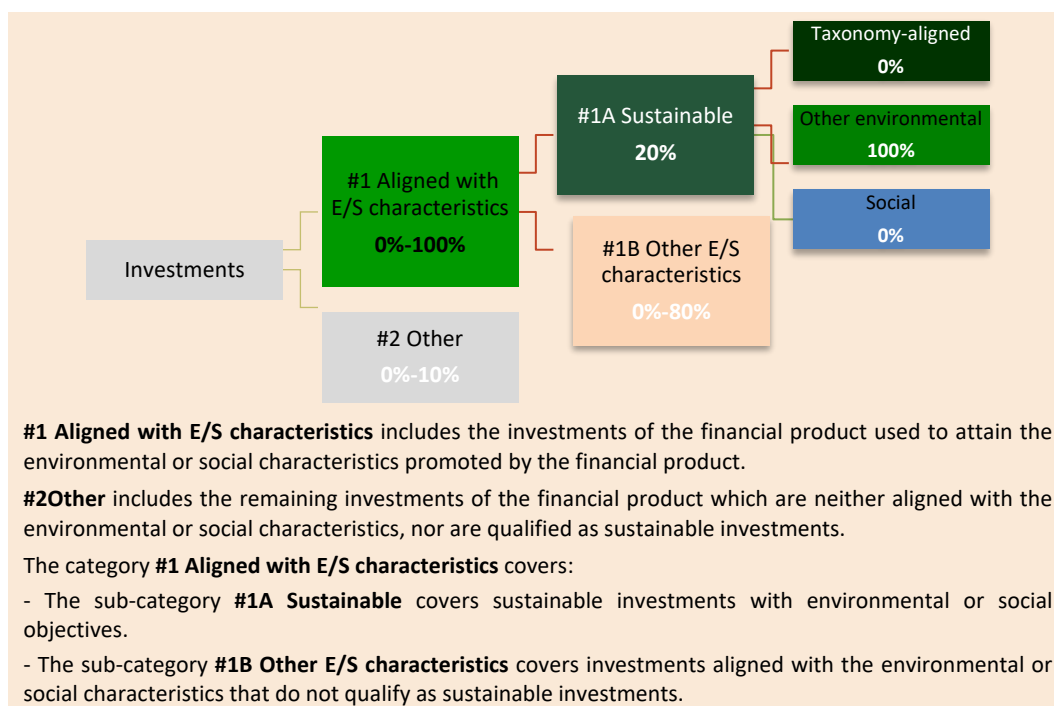 Taxonomy-aligned
0%
#1A Sustainable
20%
Other environmental
100%
#1 Aligned with
E/S characteristics
0%-100%
Social
0%
#1B Other E/S
characteristics
0%-80%
Investments
#2 Other
0%-10%
#1 Aligned with E/S characteristics includes the investments of the financial product used to attain the
environmental or social characteristics promoted by the financial product.
#2Other includes the remaining investments of the financial product which are neither aligned with the
environmental or social characteristics, nor are qualified as sustainable investments.
The category #1 Aligned with E/S characteristics covers:
- The sub-category #1A Sustainable covers sustainable investments with environmental or social
objectives.
- The sub-category #1B Other E/S characteristics covers investments aligned with the environmental or
social characteristics that do not qualify as sustainable investments.